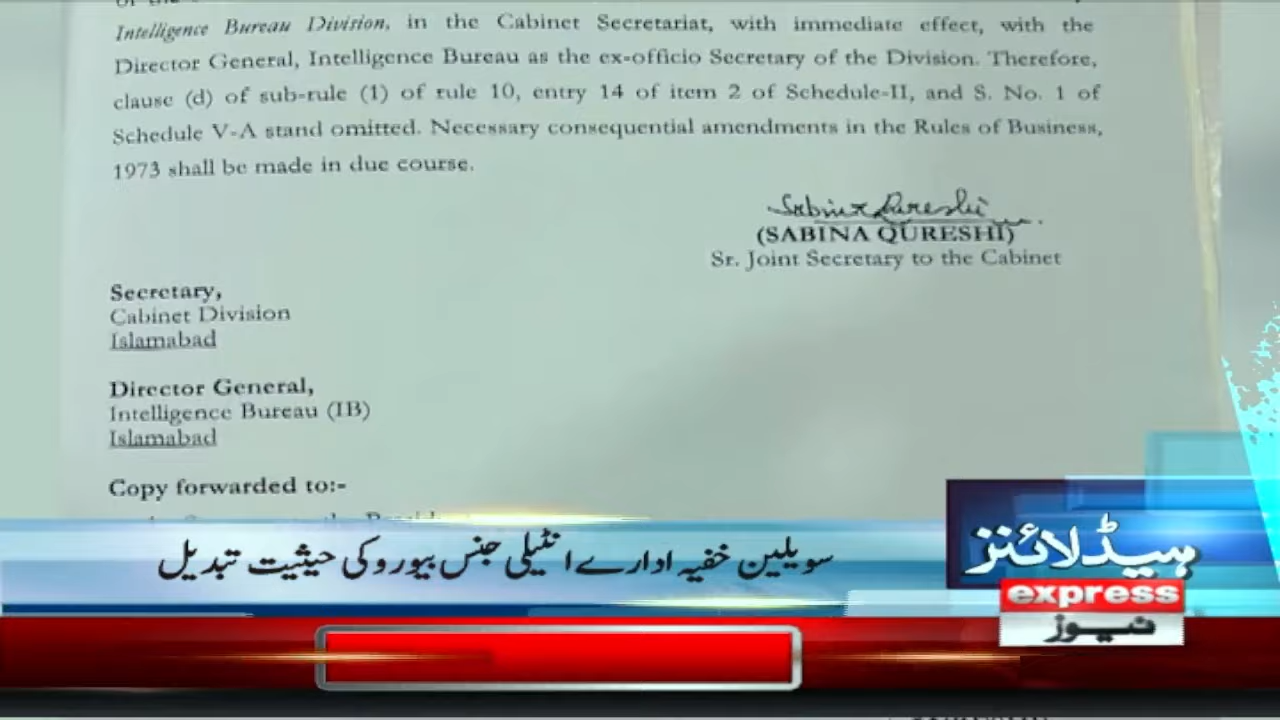 Intelligence Bureau Division, in the Cabinet Secretariat, with immediate effect, with the
Director General, Intelligence Bureau as the ex-officio Secretary of the Division. Therefore,
clause (d) of sub-rule (1) of rule 10, entry 14 of item 2 of Schedule-II, and S. No. 1 of
Schedule V-A stand omitted. Necessary consequential amendments in the Rules of Business,
1973 shall be made in due course.
Sabina Qureshi
(SABINA QURESHI)
Sr. Joint Secretary to the Cabinet
Secretary,
Cabinet Division
Islamabad
Director General,
Intelligence Bureau (IB)
Islamabad
Copy forwarded to:-
سویلین خفیہ ادارے انٹیلی جنس بیورو کی حیثیت تبدیل
ہیڈلائنز
express
نیوز